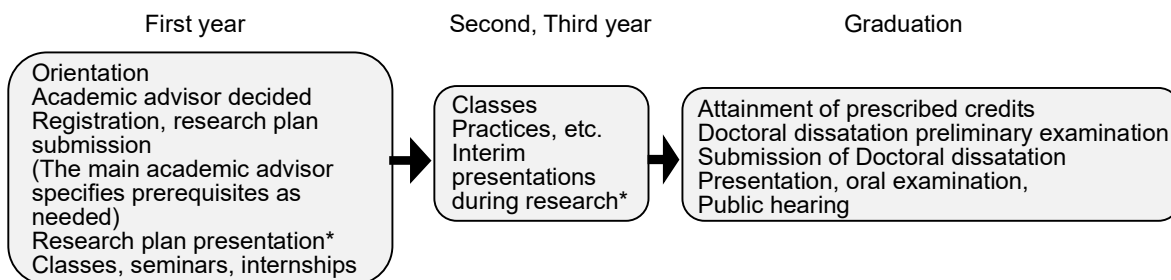 First year
Orientation
Academic advisor decided
Registration, research plan
submission
(The main academic advisor
specifies prerequisites as
needed)
Research plan presentation*
Classes, seminars, internships
Second, Third year
Classes
Practices, etc.
Interim
presentations
during research*
Graduation
Attainment of prescribed credits
Doctoral dissatation preliminary examination
Submission of Doctoral dissatation
Presentation, oral examination,
Public hearing